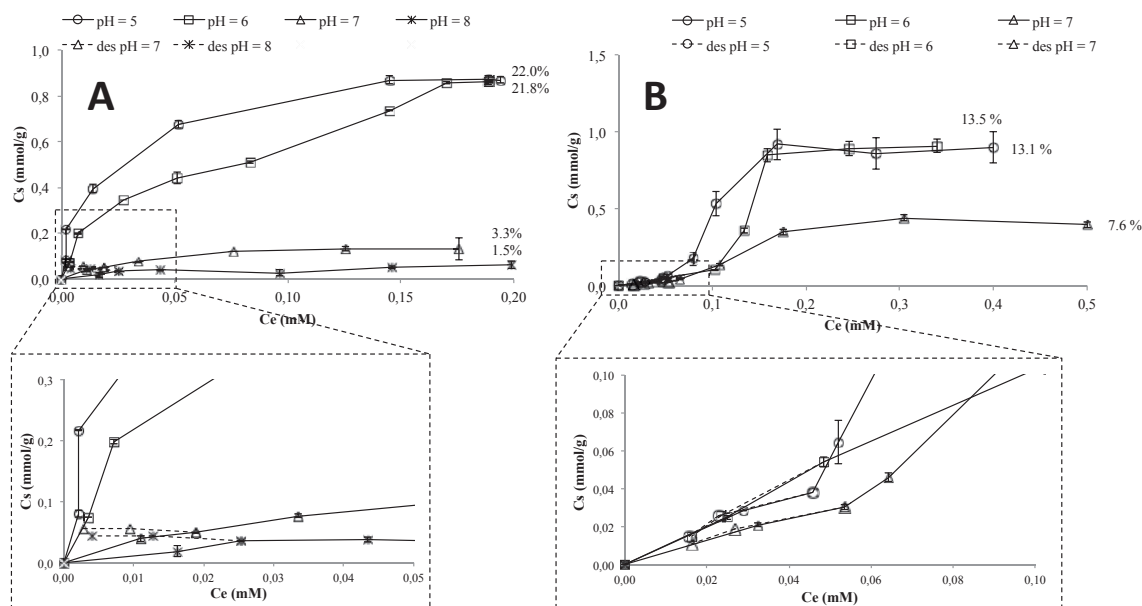 pH = 5 pH = 6 pH = 7 pH = 8
des pH = 7 des pH = 8
A
Cs (mmol/g)
1,0
0,8
0,6
0,4
0,2
0,0
22.0%
21.8%
3.3%
1.5%
0,00 0,05 0,10 0,15 0,20
Ce (mM)
Cs (mmol/g)
0,3
0,2
0,1
0,0
0,00 0,01 0,02 0,03 0,04 0,05
Ce (mM)
pH = 5 pH = 6 pH = 7
des pH = 5 des pH = 6 des pH = 7
B
Cs (mmol/g)
1,5
1,0
0,5
0,0
13.5 %
13.1 %
7.6 %
0,0 0,1 0,2 0,3 0,4 0,5
Ce (mM)
Cs (mmol/g)
0,10
0,08
0,06
0,04
0,02
0,00
0,00 0,02 0,04 0,06 0,08 0,10
Ce (mM)